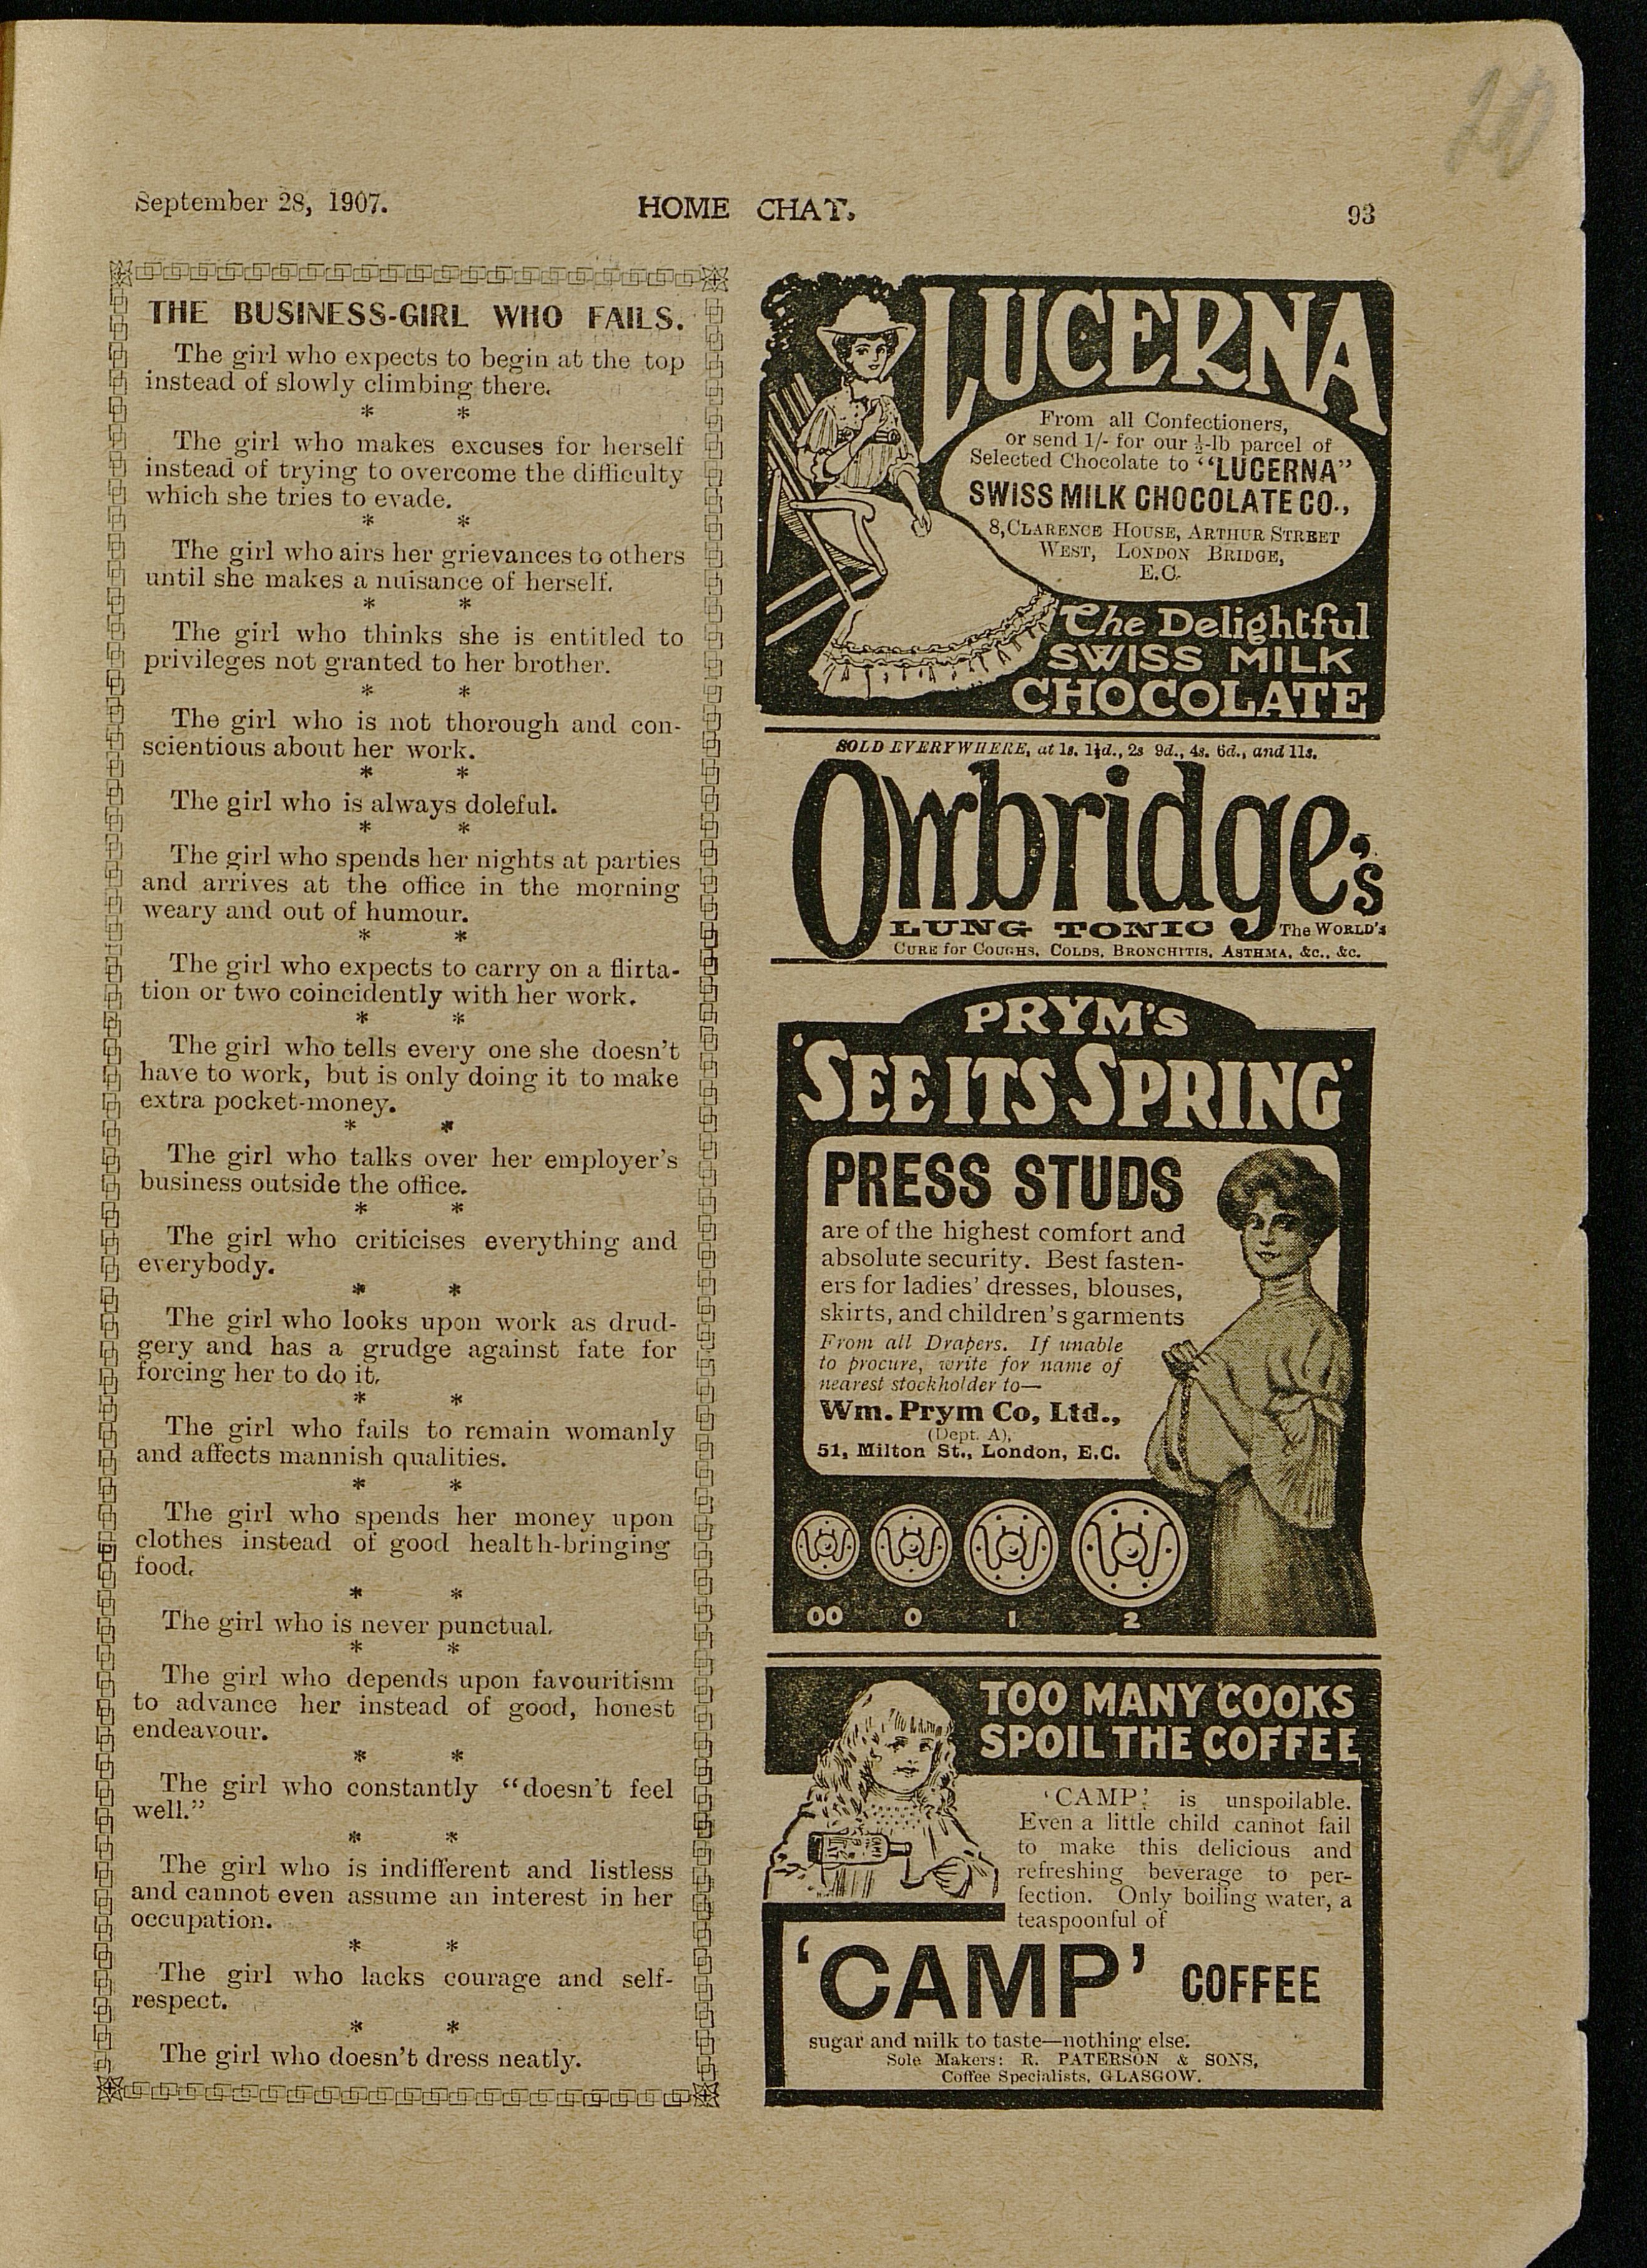 20
September 28, 1907.
HOME CHAT.
93
THE BUSINESS-GIRL WHO FAILS.
The girl who expects to begin at the top
instead of slowly climbing there.
* *
The girl who makes excuses for herself
instead of trying to overcome the difficulty
which she tries to evade.
* *
The girl who airs her grievances to others
until she makes a nuisance of herself.
* *
The girl who thinks she is entitled to
privileges not granted to her brother.
* *
The girl who is not thorough and con-
scientious about her work.
* *
The girl who is always doleful.
* *
The girl who spends her nights at parties
and arrives at the office in the morning
weary and out of humour.
* *
The girl who expects to carry on a flirta-
tion or two coincidently with her work.
* *
The girl who tells every one she doesn't
have to work, but is only doing it to make
extra pocket-money.
* *
The girl who talks over her employer's
business outside the office.
* *
The girl who criticises everything and
everybody.
* *
The girl who looks upon work as drud-
gery and has a grudge against fate for
forcing her to do it.
* *
The girl who fails to remain womanly
and affects mannish qualities.
* *
The girl who spends her money upon
clothes instead of good health-bringing
food.
* *
The girl who is never punctual.
* *
The girl who depends upon favouritism
to advance her instead of good, honest
endeavour.
* *
The girl who constantly "doesn't feel
well."
* *
The girl who is indifferent and listless
and cannot even assume an interest in her
occupation.
* *
The girl who lacks courage and self-
respect.
* *
The girl who doesn't dress neatly.
LUCERNA
From all Confectioners,
or send 1/- for our ½-lb parcel of
Selected Chocolate to "LUCERNA"
SWISS MILK CHOCOLATE CO.,
8, CLARENCE HOUSE, ARTHUR STREET
WEST, LONDON BRIDGE,
E.C.
The Delightful
SWISS MILK
CHOCOLATE
SOLD EVERYWHERE, at 1s. 1½d., 2s 9d., 4s. 6d., and 11s.
Owbridge's
LUNG TONIC The WORLD'S
CURE for COUGHS, COLDS, BRONCHITIS, ASTHMA, &c., &c.
PRYM'S
'SEE ITS SPRING'
PRESS STUDS
are of the highest comfort and
absolute security. Best fasten-
ers for ladies' dresses, blouses,
skirts, and children's garments
From all Drapers. If unable
to procure, write for name of
nearest stockholder to—
Wm. Prym Co, Ltd.,
(Dept. A),
51, Milton St., London, E.C.
00 0 1 2
TOO MANY COOKS
SPOIL THE COFFEE
'CAMP' is unspoilable.
Even a little child cannot fail
to make this delicious and
refreshing beverage to per-
fection. Only boiling water, a
teaspoonful of
'CAMP' COFFEE
sugar and milk to taste—nothing else.
Sole Makers: R. PATERSON & SONS,
Coffee Specialists, GLASGOW.